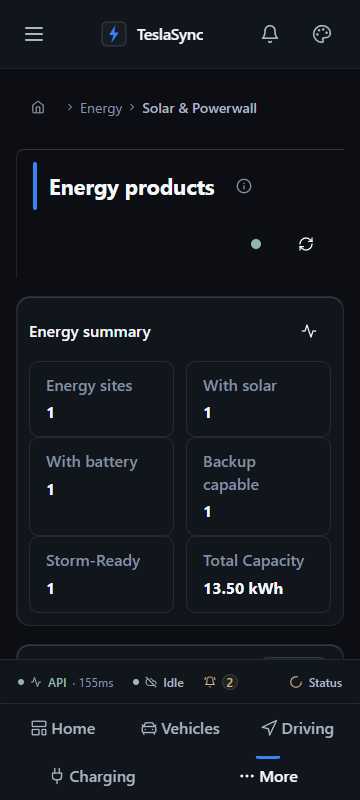 TeslaSync
Energy
Solar & Powerwall
Energy products
Energy summary
Energy sites
1
With solar
1
With battery
1
Backup
capable
1
Storm-Ready
1
Total Capacity
13.50 kWh
API · 155ms
Idle
2
Status
Home
Vehicles
Driving
Charging
More